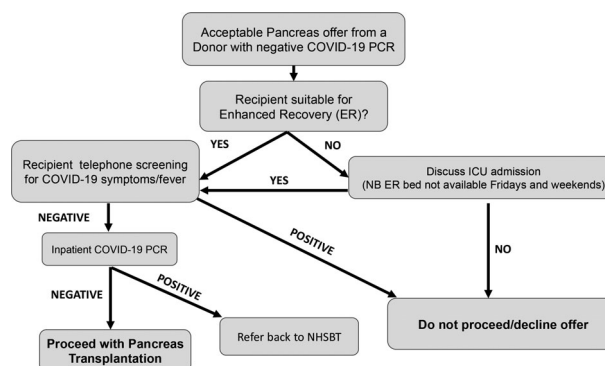 Acceptable Pancreas offer from a
Donor with negative COVID-19 PCR
Recipient suitable for
Enhanced Recovery (ER)?
YES
NO
Recipient telephone screening
for COVID-19 symptoms/fever
YES
Discuss ICU admission
(NB ER bed not available Fridays and weekends)
NEGATIVE
Inpatient COVID-19 PCR
POSITIVE
NO
NEGATIVE
POSITIVE
Proceed with Pancreas
Transplantation
Refer back to NHSBT
Do not proceed/decline offer